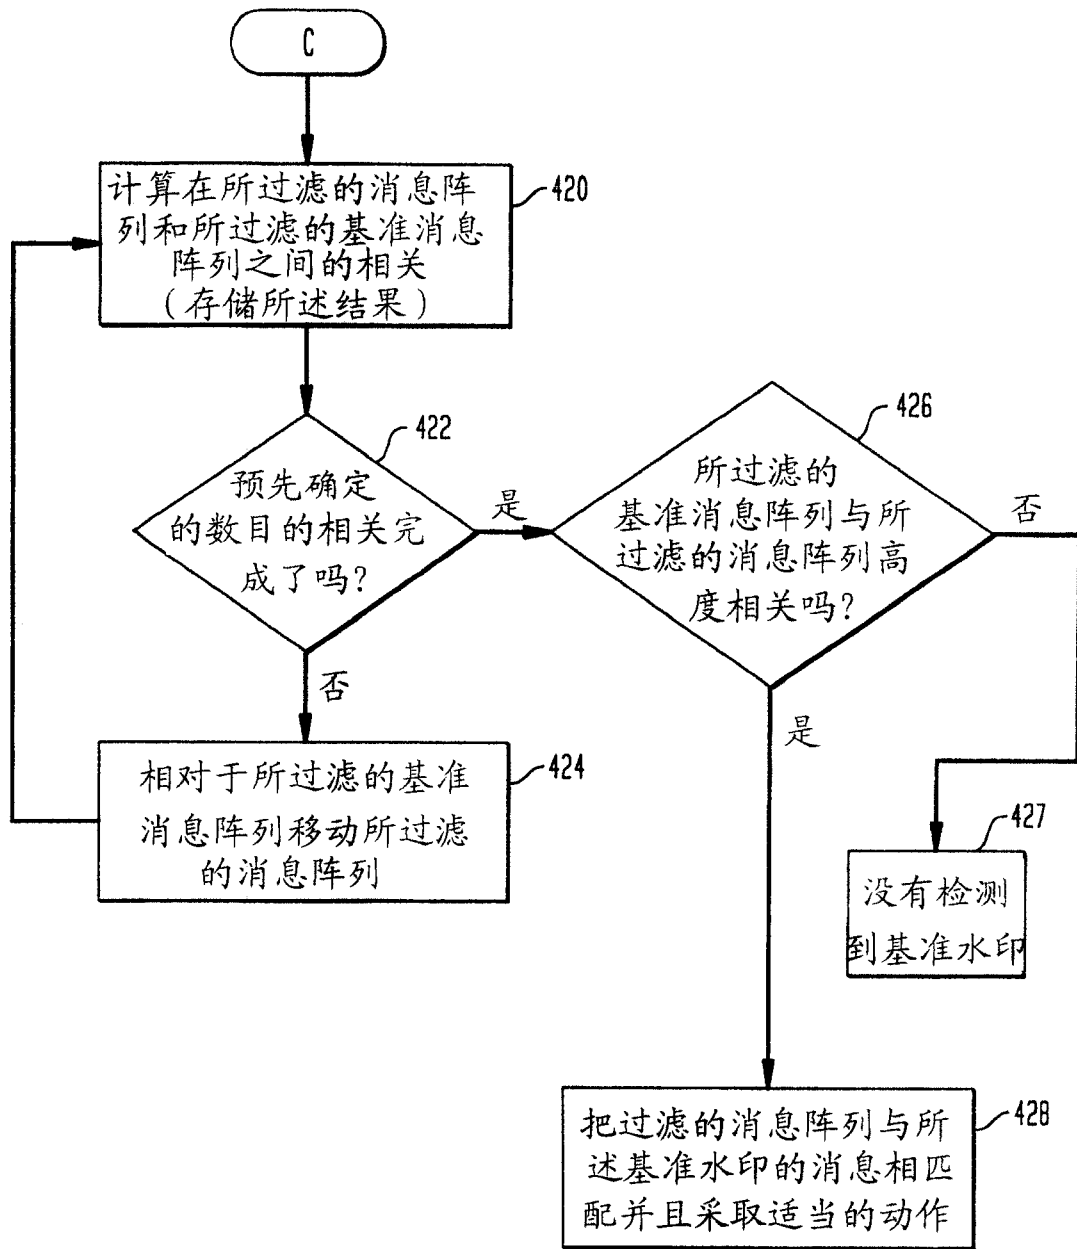 C
计算在所过滤的消息阵
列和所过滤的基准消息
阵列之间的相关
(存储所述结果)
420
422
预先确定
的数目的相关完
成了吗?
是
否
426
所过滤的
基准消息阵列与所
过滤的消息阵列高
度相关吗?
否
是
相对于所过滤的基准
消息阵列移动所过滤
的消息阵列
424
427
没有检测
到基准水印
把过滤的消息阵列与所
述基准水印的消息相匹
配并且采取适当的动作
428